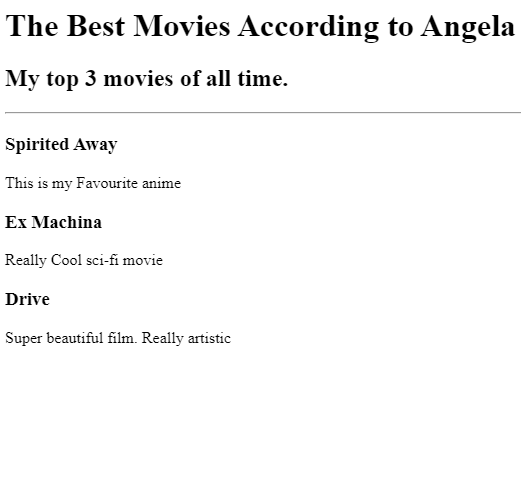 The Best Movies According to Angela
My top 3 movies of all time.
Spirited Away
This is my Favourite anime
Ex Machina
Really Cool sci-fi movie
Drive
Super beautiful film. Really artistic